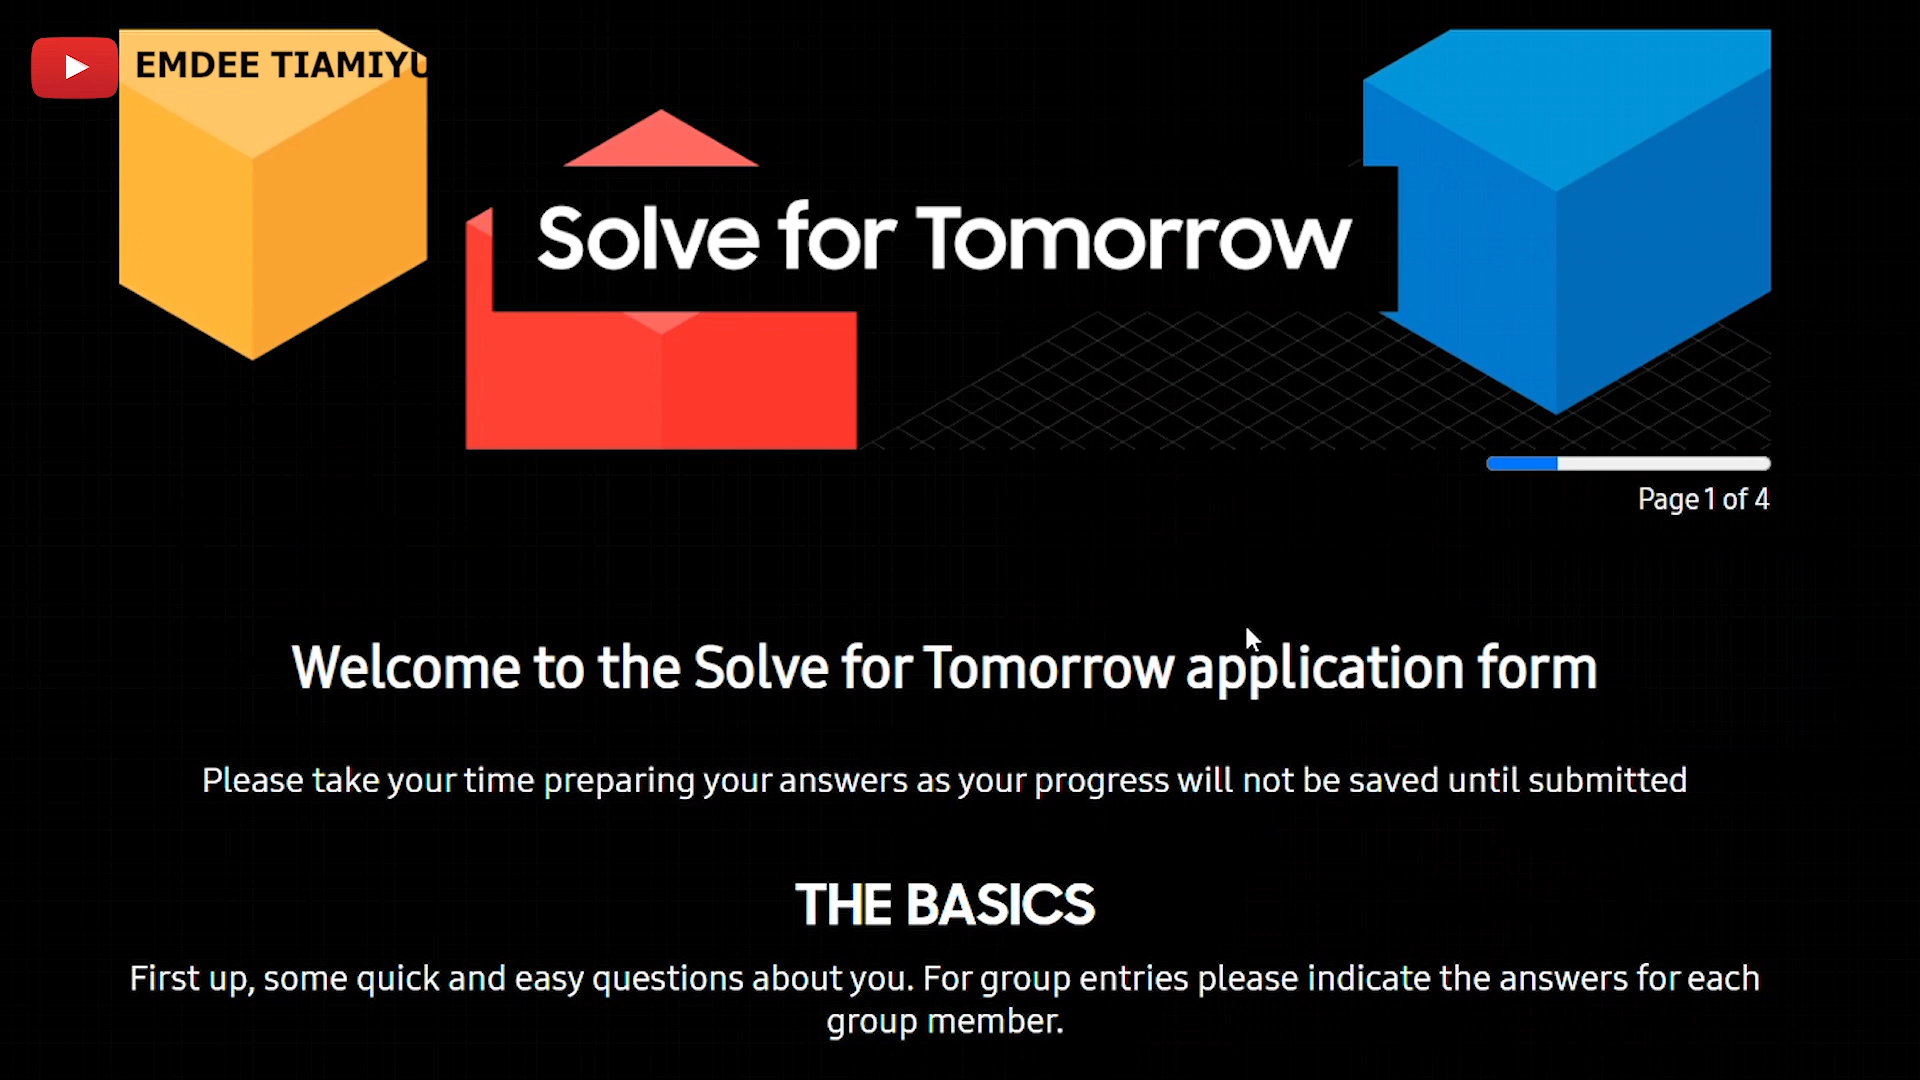 EMDEE TIAMIYU
Solve for Tomorrow
Page 1 of 4
Welcome to the Solve for Tomorrow application form
Please take your time preparing your answers as your progress will not be saved until submitted
THE BASICS
First up, some quick and easy questions about you. For group entries please indicate the answers for each
group member.